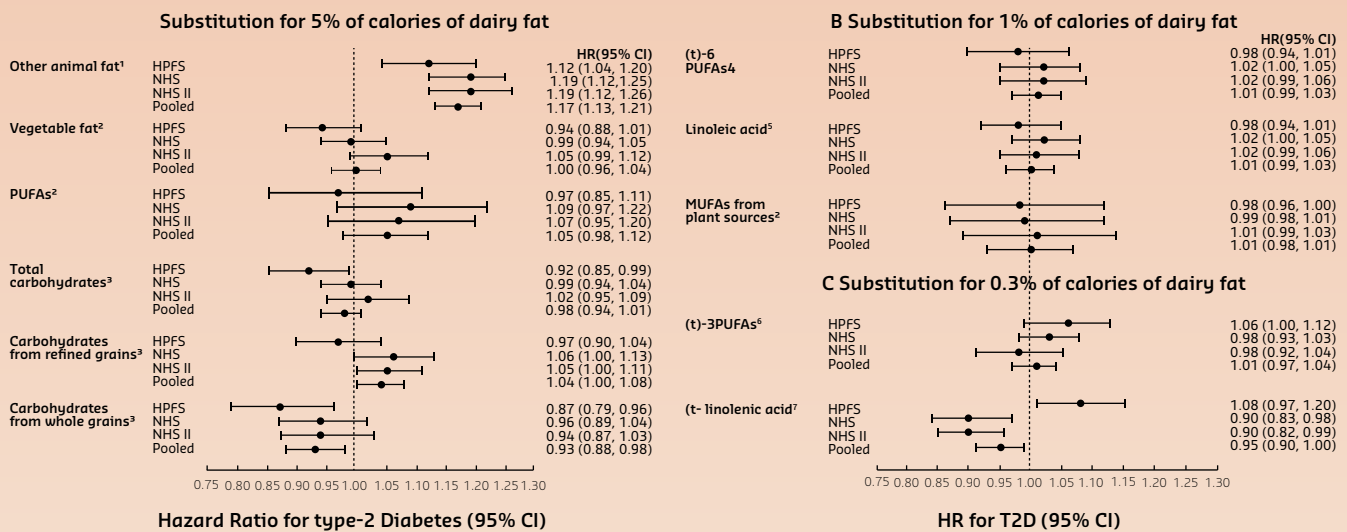 Substitution for 5% of calories of dairy fat
HR(95% CI)
Other animal fat¹
HPFS 1.12 (1.04, 1.20)
NHS 1.19 (1.12,1.25)
NHS II 1.19 (1.12, 1.26)
Pooled 1.17 (1.13, 1.21)
Vegetable fat²
HPFS 0.94 (0.88, 1.01)
NHS 0.99 (0.94, 1.05
NHS II 1.05 (0.99, 1.12)
Pooled 1.00 (0.96, 1.04)
PUFAs²
HPFS 0.97 (0.85, 1.11)
NHS 1.09 (0.97, 1.22)
NHS II 1.07 (0.95, 1.20)
Pooled 1.05 (0.98, 1.12)
Total
carbohydrates³
HPFS 0.92 (0.85, 0.99)
NHS 0.99 (0.94, 1.04)
NHS II 1.02 (0.95, 1.09)
Pooled 0.98 (0.94, 1.01)
Carbohydrates
from refined grains³
HPFS 0.97 (0.90, 1.04)
NHS 1.06 (1.00, 1.13)
NHS II 1.05 (1.00, 1.11)
Pooled 1.04 (1.00, 1.08)
Carbohydrates
from whole grains³
HPFS 0.87 (0.79, 0.96)
NHS 0.96 (0.89, 1.04)
NHS II 0.94 (0.87, 1.03)
Pooled 0.93 (0.88, 0.98)
0.75 0.80 0.85 0.90 0.95 1.00 1.05 1.10 1.15 1.20 1.25 1.30
Hazard Ratio for type-2 Diabetes (95% CI)
B Substitution for 1% of calories of dairy fat
HR(95% CI)
(t)-6
PUFAs4
HPFS 0.98 (0.94, 1.01)
NHS 1.02 (1.00, 1.05)
NHS II 1.02 (0.99, 1.06)
Pooled 1.01 (0.99, 1.03)
Linoleic acid⁵
HPFS 0.98 (0.94, 1.01)
NHS 1.02 (1.00, 1.05)
NHS II 1.02 (0.99, 1.06)
Pooled 1.01 (0.99, 1.03)
MUFAs from
plant sources²
HPFS 0.98 (0.96, 1.00)
NHS 0.99 (0.98, 1.01)
NHS II 1.01 (0.99, 1.03)
Pooled 1.01 (0.98, 1.01)
C Substitution for 0.3% of calories of dairy fat
(t)-3PUFAs⁶
HPFS 1.06 (1.00, 1.12)
NHS 0.98 (0.93, 1.03)
NHS II 0.98 (0.92, 1.04)
Pooled 1.01 (0.97, 1.04)
(t- linolenic acid⁷
HPFS 1.08 (0.97, 1.20)
NHS 0.90 (0.83, 0.98)
NHS II 0.90 (0.82, 0.99)
Pooled 0.95 (0.90, 1.00)
0.75 0.80 0.85 0.90 0.95 1.00 1.05 1.10 1.15 1.20 1.25 1.30
HR for T2D (95% CI)